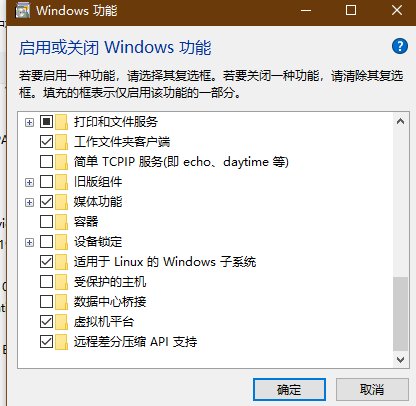 Windows 功能
启用或关闭 Windows 功能
若要启用一种功能，请选择其复选框。若要关闭一种功能，请清除其复选
框。填充的框表示仅启用该功能的一部分。
打印和文件服务
工作文件夹客户端
简单 TCPIP 服务(即 echo、daytime 等)
旧版组件
媒体功能
容器
设备锁定
适用于 Linux 的 Windows 子系统
受保护的主机
数据中心桥接
虚拟机平台
远程差分压缩 API 支持
确定
取消